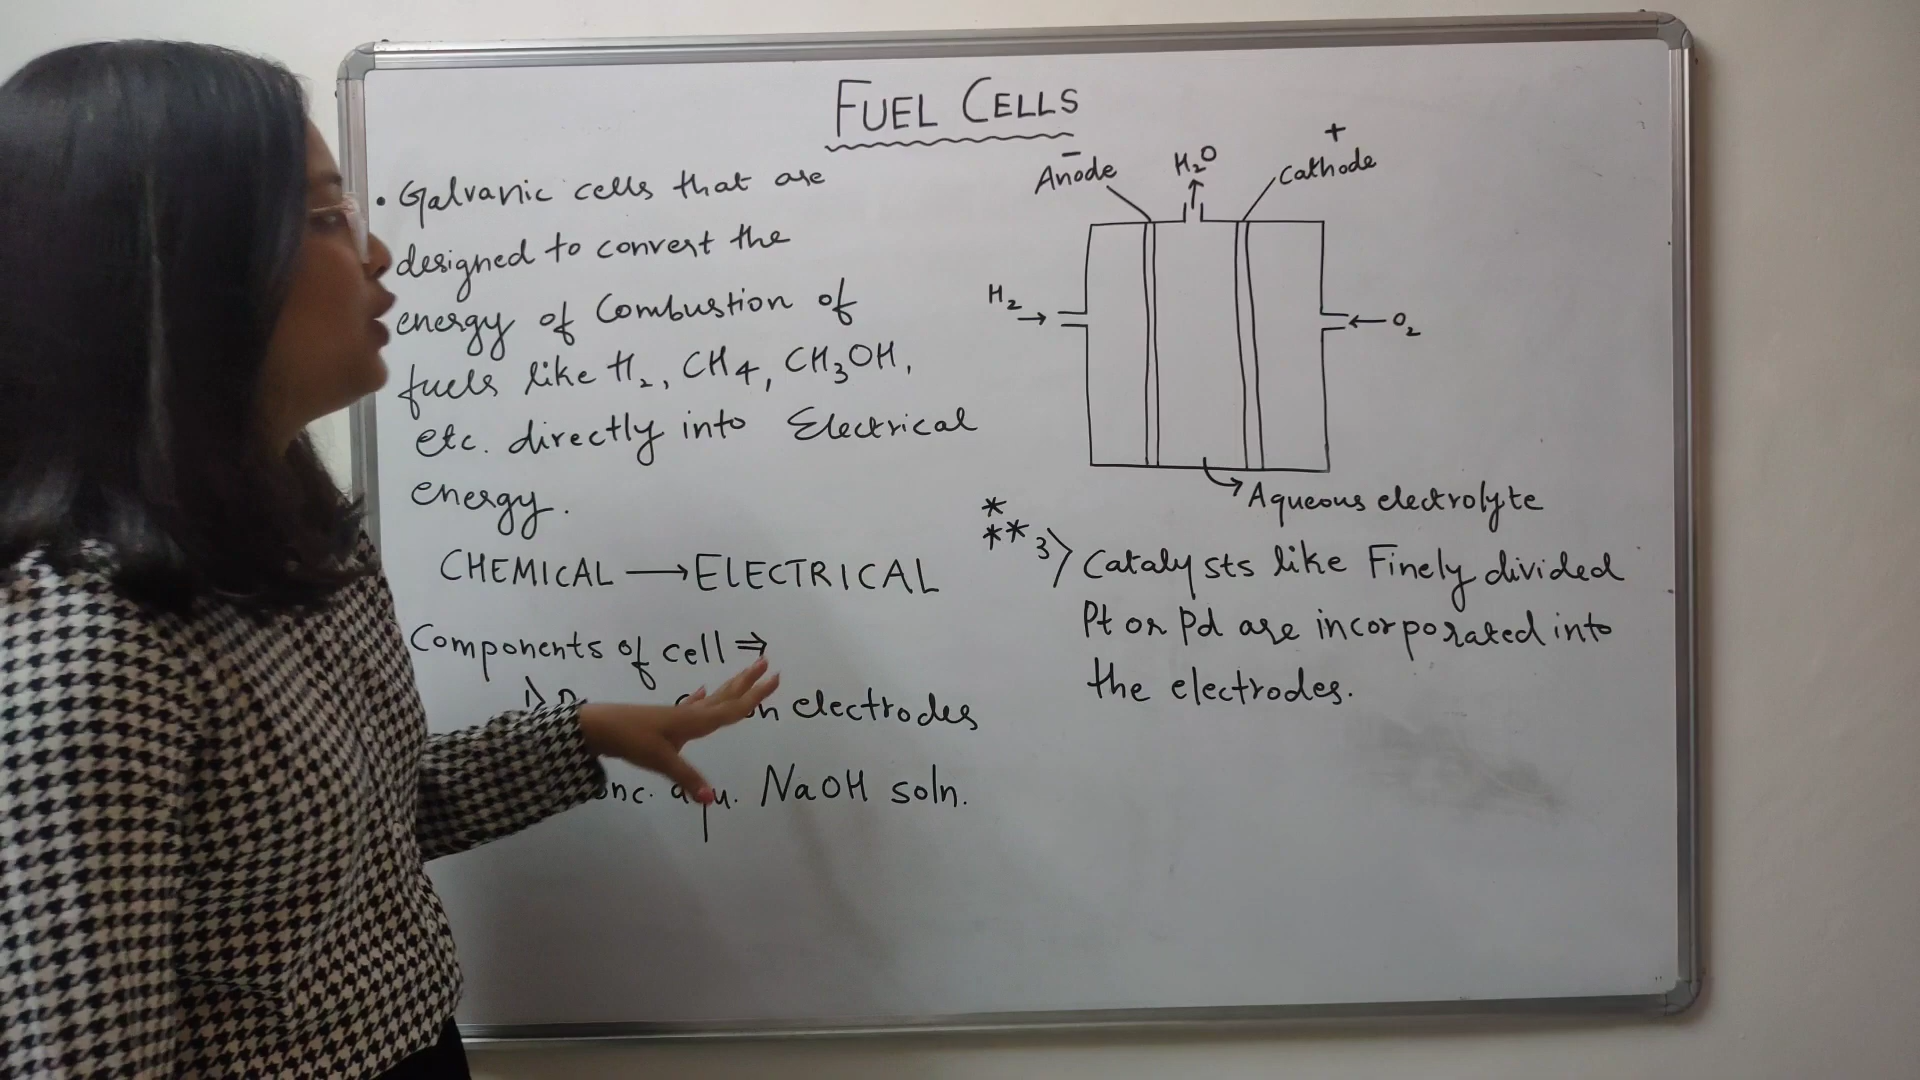 FUEL CELLS
• Galvanic cells that are
designed to convert the
energy of Combustion of
fuels like H₂, CH4, CH₃OH,
etc. directly into Electrical
energy.
CHEMICAL → ELECTRICAL
Components of cell ⇒
1> electrodes
NaOH soln.
− +
Anode H₂O Cathode
H₂ → ← O₂
Aqueous electrolyte
*
** 3> Catalysts like Finely divided
Pt or Pd are incorporated into
the electrodes.